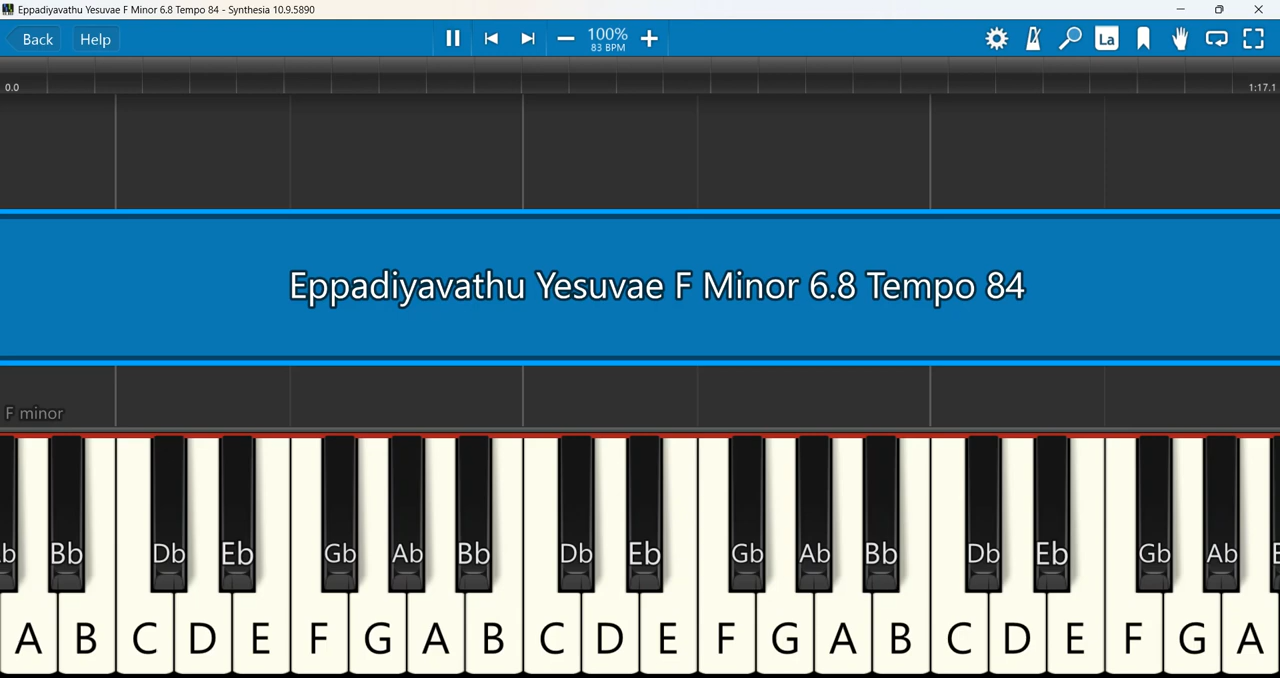 Eppadiyavathu Yesuvae F Minor 6.8 Tempo 84 - Synthesia 10.9.5890
Back Help 100% La
83 BPM
0.0 1:17.1
Eppadiyavathu Yesuvae F Minor 6.8 Tempo 84
F minor
Bb Db Eb Gb Ab Bb Db Eb Gb Ab Bb Db Eb Gb Ab
A B C D E F G A B C D E F G A B C D E F G A